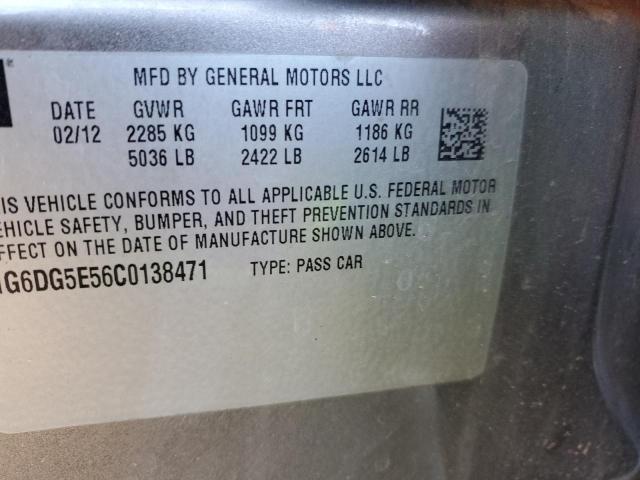 MFD BY GENERAL MOTORS LLC
DATE GVWR GAWR FRT GAWR RR
02/12 2285 KG 1099 KG 1186 KG
5036 LB 2422 LB 2614 LB
IS VEHICLE CONFORMS TO ALL APPLICABLE U.S. FEDERAL MOTOR
EHICLE SAFETY, BUMPER, AND THEFT PREVENTION STANDARDS IN
FFECT ON THE DATE OF MANUFACTURE SHOWN ABOVE.
1G6DG5E56C0138471 TYPE: PASS CAR